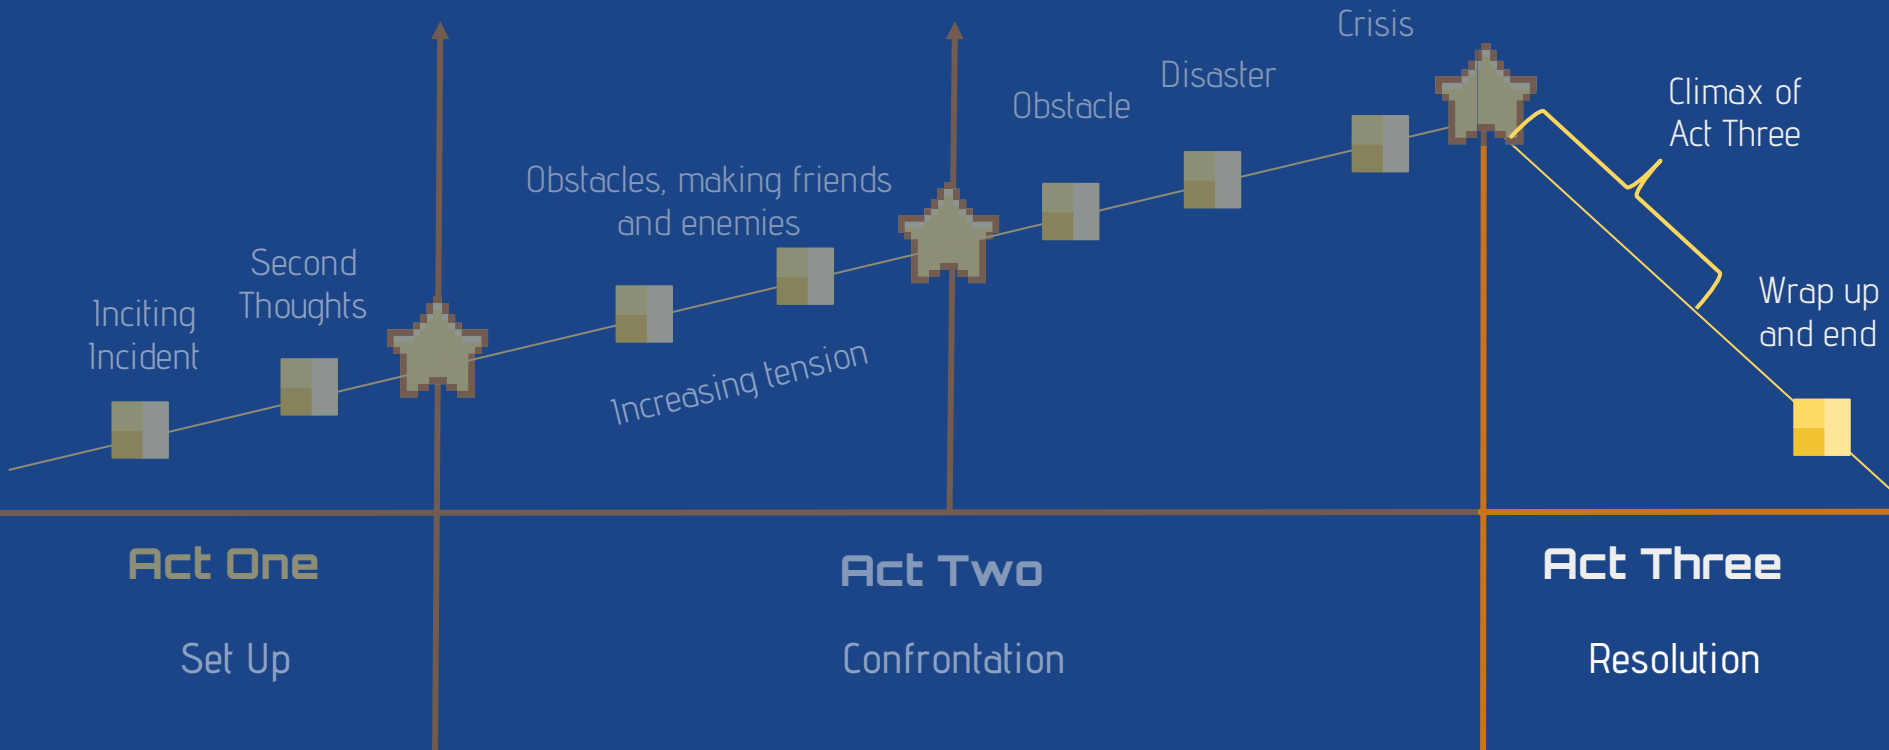 Inciting
Incident
Second
Thoughts
Obstacles, making friends
and enemies
Increasing tension
Obstacle
Disaster
Crisis
Climax of
Act Three
Wrap up
and end
Act One
Set Up
Act Two
Confrontation
Act Three
Resolution